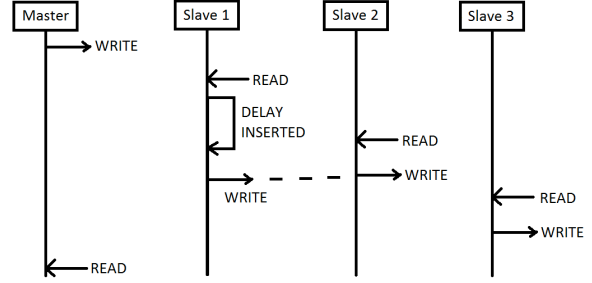 Master
Slave 1
Slave 2
Slave 3
WRITE
READ
DELAY
INSERTED
READ
WRITE
WRITE
READ
WRITE
READ